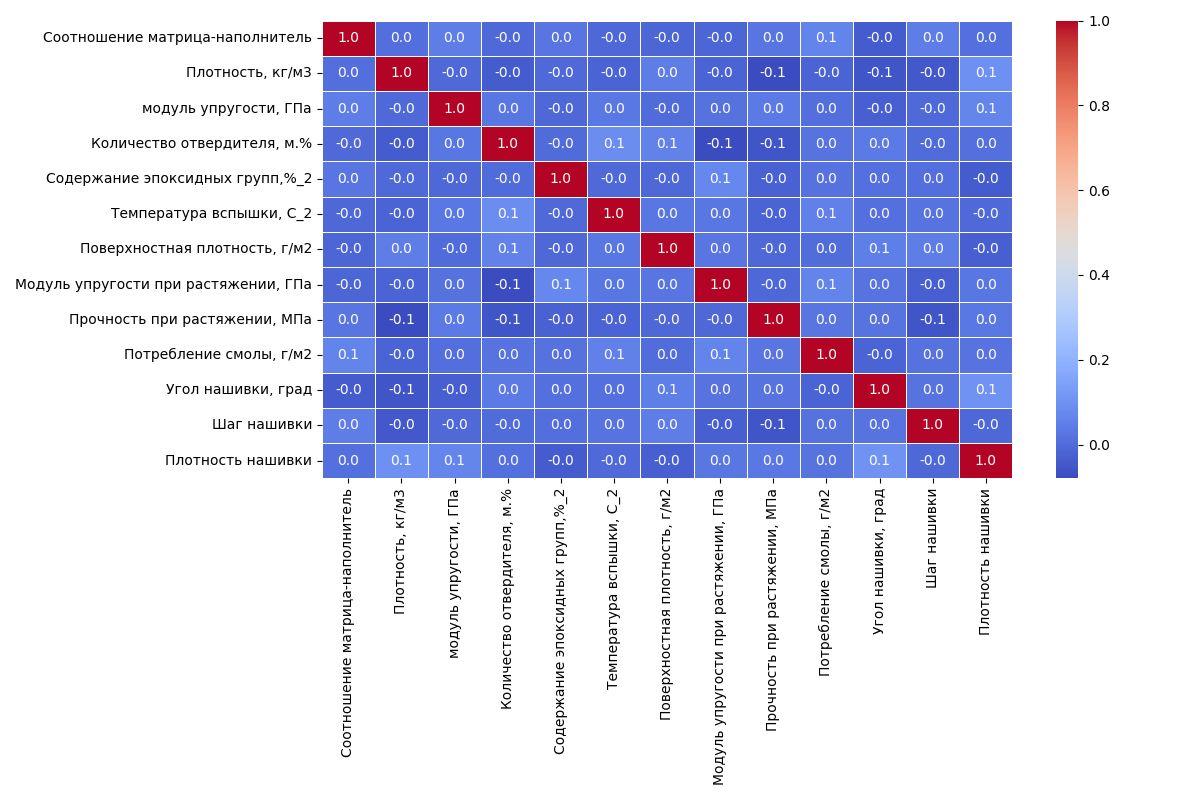 Соотношение матрица-наполнитель 1.0 0.0 0.0 -0.0 0.0 -0.0 -0.0 -0.0 0.0 0.1 -0.0 0.0 0.0
Плотность, кг/м3 0.0 1.0 -0.0 -0.0 -0.0 -0.0 0.0 -0.0 -0.1 -0.0 -0.1 -0.0 0.1
модуль упругости, ГПа 0.0 -0.0 1.0 0.0 -0.0 0.0 -0.0 0.0 0.0 0.0 -0.0 -0.0 0.1
Количество отвердителя, м.% -0.0 -0.0 0.0 1.0 -0.0 0.1 0.1 -0.1 -0.1 0.0 0.0 -0.0 0.0
Содержание эпоксидных групп,%_2 0.0 -0.0 -0.0 -0.0 1.0 -0.0 -0.0 0.1 -0.0 0.0 0.0 0.0 -0.0
Температура вспышки, С_2 -0.0 -0.0 0.0 0.1 -0.0 1.0 0.0 0.0 -0.0 0.1 0.0 0.0 -0.0
Поверхностная плотность, г/м2 -0.0 0.0 -0.0 0.1 -0.0 0.0 1.0 0.0 -0.0 0.0 0.1 0.0 -0.0
Модуль упругости при растяжении, ГПа -0.0 -0.0 0.0 -0.1 0.1 0.0 0.0 1.0 -0.0 0.1 0.0 -0.0 0.0
Прочность при растяжении, МПа 0.0 -0.1 0.0 -0.1 -0.0 -0.0 -0.0 -0.0 1.0 0.0 0.0 -0.1 0.0
Потребление смолы, г/м2 0.1 -0.0 0.0 0.0 0.0 0.1 0.0 0.1 0.0 1.0 -0.0 0.0 0.0
Угол нашивки, град -0.0 -0.1 -0.0 0.0 0.0 0.0 0.1 0.0 0.0 -0.0 1.0 0.0 0.1
Шаг нашивки 0.0 -0.0 -0.0 -0.0 0.0 0.0 0.0 -0.0 -0.1 0.0 0.0 1.0 -0.0
Плотность нашивки 0.0 0.1 0.1 0.0 -0.0 -0.0 -0.0 0.0 0.0 0.0 0.1 -0.0 1.0
Соотношение матрица-наполнитель
Плотность, кг/м3
модуль упругости, ГПа
Количество отвердителя, м.%
Содержание эпоксидных групп,%_2
Температура вспышки, С_2
Поверхностная плотность, г/м2
Модуль упругости при растяжении, ГПа
Прочность при растяжении, МПа
Потребление смолы, г/м2
Угол нашивки, град
Шаг нашивки
Плотность нашивки
1.0
0.8
0.6
0.4
0.2
0.0